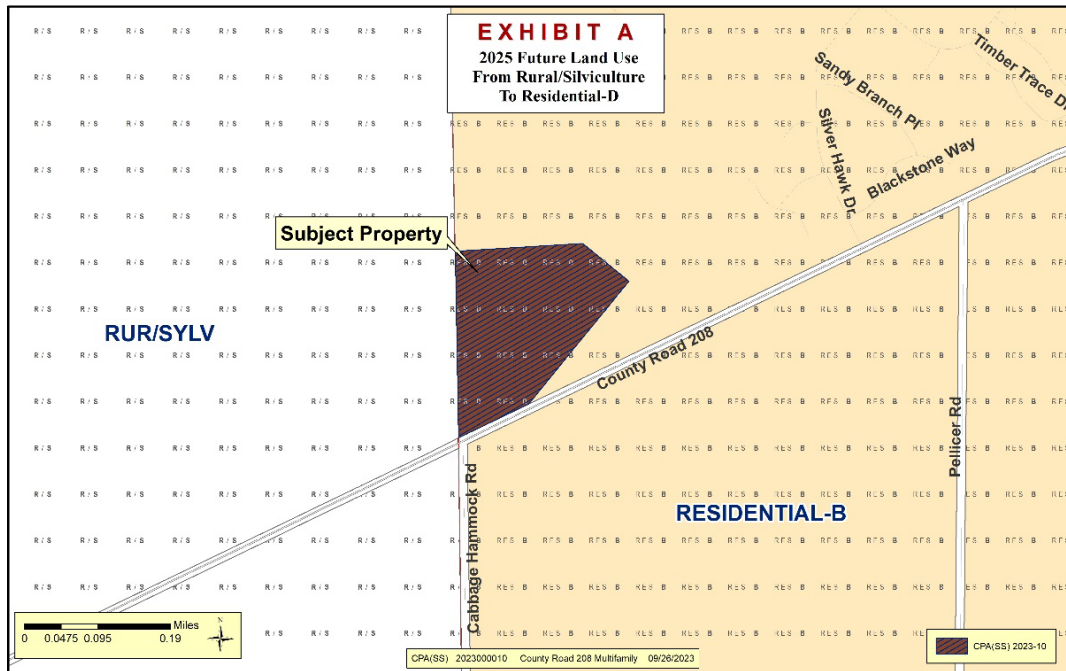 EXHIBIT A
2025 Future Land Use
From Rural/Silviculture
To Residential-D
Timber Trace Dr
Sandy Branch Pl
Silver Hawk Dr
Blackstone Way
Subject Property
RUR/SYLV
County Road 208
Pellicer Rd
Cabbage Hammock Rd
RESIDENTIAL-B
R/S
RES B
RES D
Miles
0 0.0475 0.095 0.19
N
CPA(SS) 2023000010 County Road 208 Multifamily 09/26/2023
CPA(SS) 2023-10